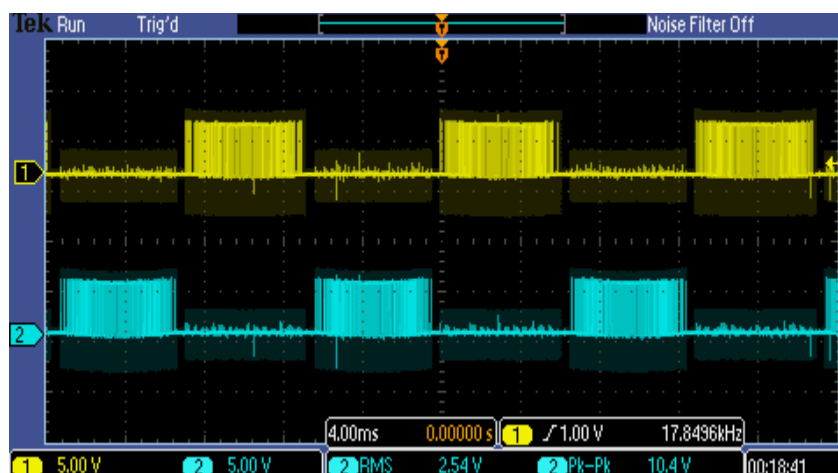 Tek Run Trig'd Noise Filter Off
T
T
1
2
4.00ms 0.00000 s 1 ∫ 1.00 V 17.8496kHz
1 5.00 V 2 5.00 V 2 RMS 2.54 V 2 Pk-Pk 10.4 V 00:18:41